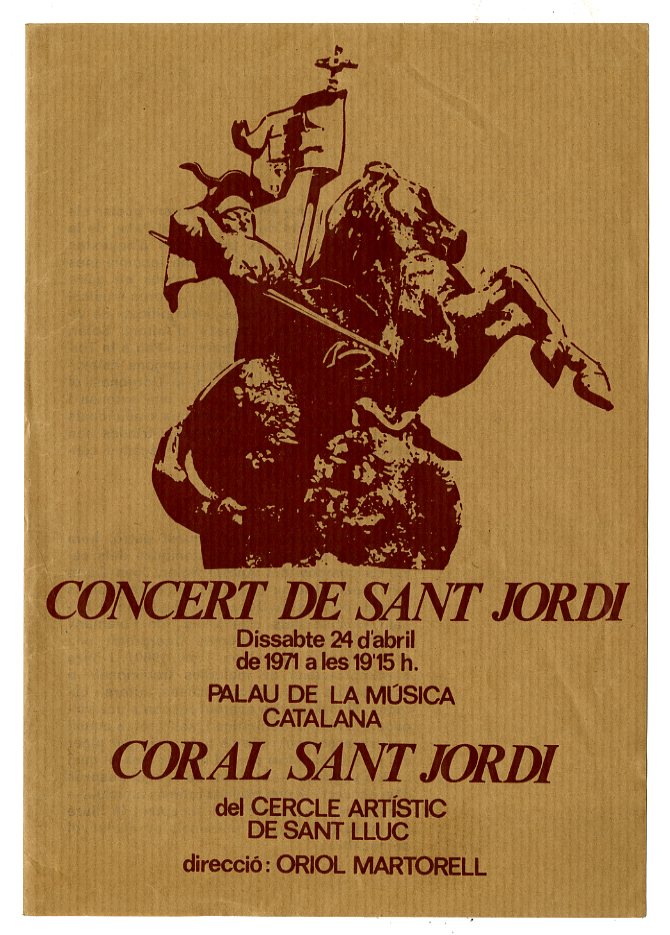 CONCERT DE SANT JORDI
Dissabte 24 d'abril
de 1971 a les 19'15 h.
PALAU DE LA MÚSICA
CATALANA
CORAL SANT JORDI
del CERCLE ARTÍSTIC
DE SANT LLUC
direcció: ORIOL MARTORELL